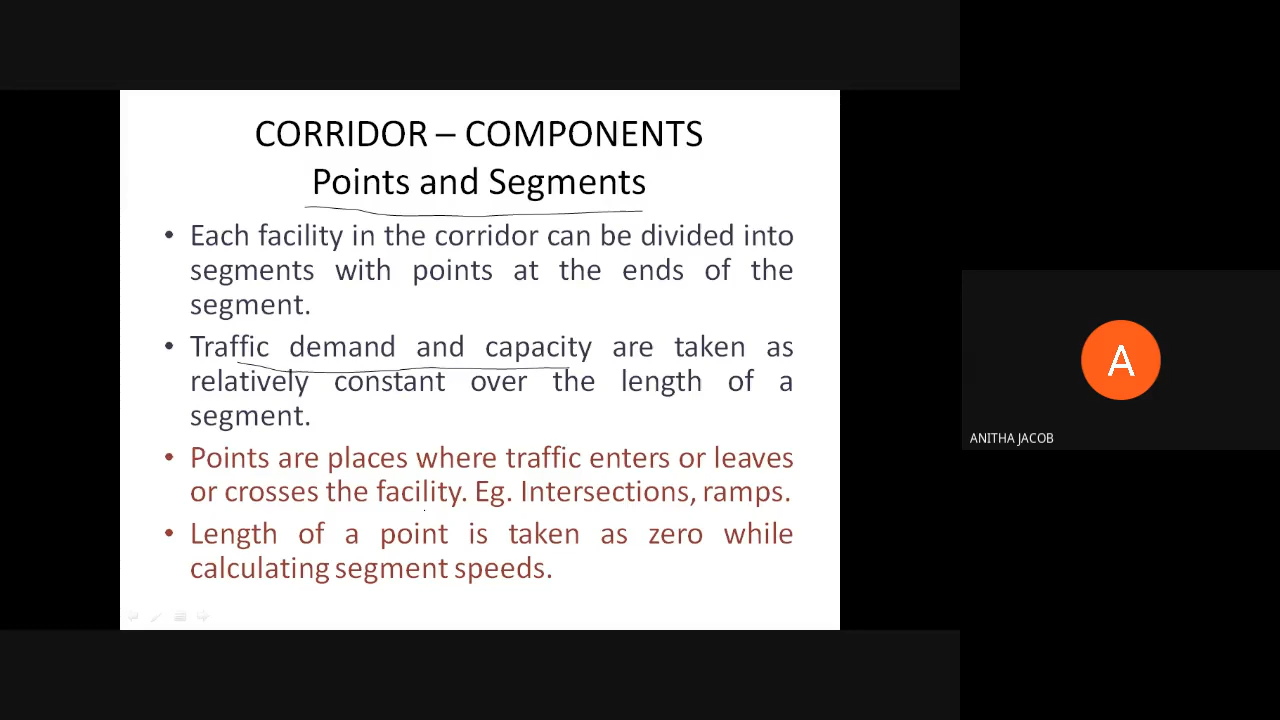 CORRIDOR – COMPONENTS
Points and Segments
• Each facility in the corridor can be divided into
segments with points at the ends of the
segment.
• Traffic demand and capacity are taken as
relatively constant over the length of a
segment.
• Points are places where traffic enters or leaves
or crosses the facility. Eg. Intersections, ramps.
• Length of a point is taken as zero while
calculating segment speeds.
A
ANITHA JACOB